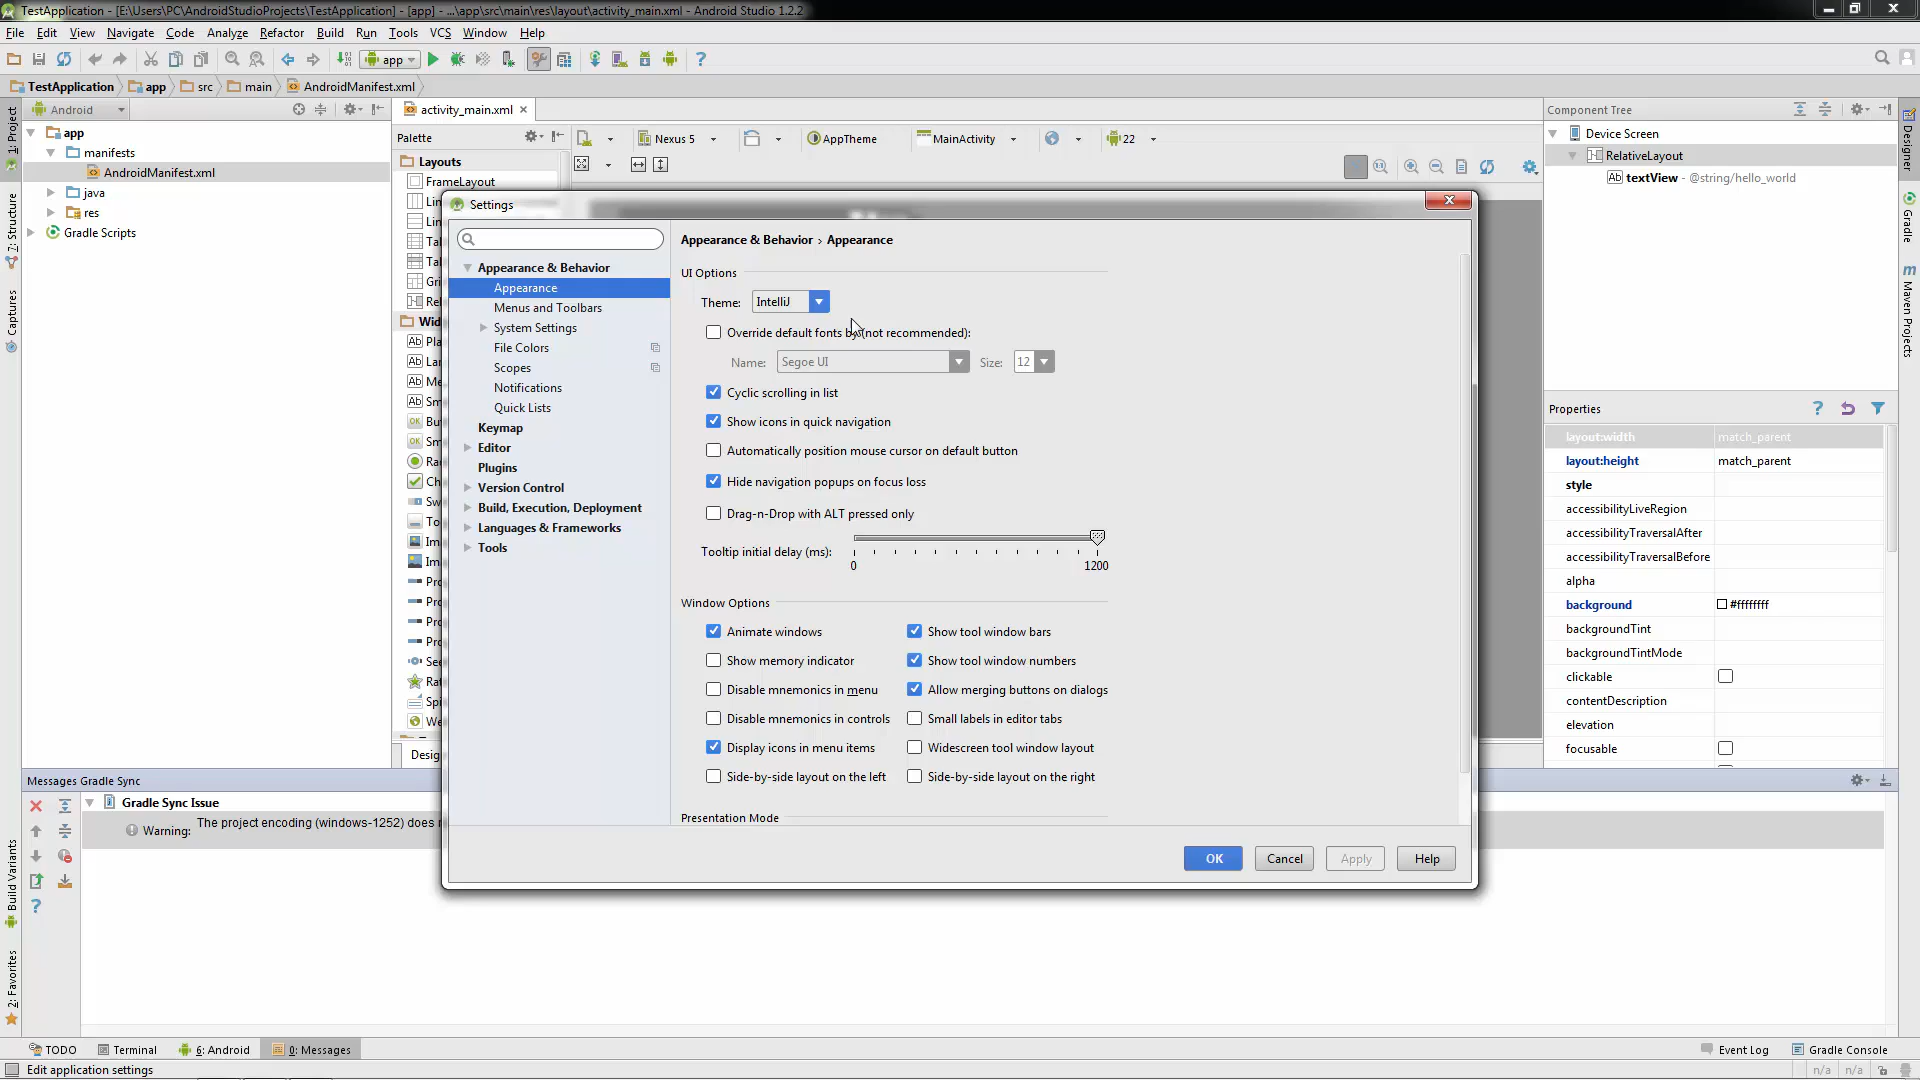 TestApplication - [E:\Users\PC\AndroidStudioProjects\TestApplication] - [app] - ...\app\src\main\res\layout\activity_main.xml - Android Studio 1.2.2
File Edit View Navigate Code Analyze Refactor Build Run Tools VCS Window Help
app
TestApplication app src main AndroidManifest.xml
Android
activity_main.xml
Component Tree
1: Project
7: Structure
Captures
Build Variants
2: Favorites
app
manifests
AndroidManifest.xml
java
res
Gradle Scripts
Palette
Nexus 5 AppTheme MainActivity 22
Layouts
FrameLayout
Device Screen
RelativeLayout
textView - @string/hello_world
Designer
Gradle
Maven Projects
Settings
Appearance & Behavior
Appearance
Menus and Toolbars
System Settings
File Colors
Scopes
Notifications
Quick Lists
Keymap
Editor
Plugins
Version Control
Build, Execution, Deployment
Languages & Frameworks
Tools
Appearance & Behavior › Appearance
UI Options
Theme: IntelliJ
Override default fonts by (not recommended):
Name: Segoe UI Size: 12
Cyclic scrolling in list
Show icons in quick navigation
Automatically position mouse cursor on default button
Hide navigation popups on focus loss
Drag-n-Drop with ALT pressed only
Tooltip initial delay (ms):
0 1200
Window Options
Animate windows Show tool window bars
Show memory indicator Show tool window numbers
Disable mnemonics in menu Allow merging buttons on dialogs
Disable mnemonics in controls Small labels in editor tabs
Display icons in menu items Widescreen tool window layout
Side-by-side layout on the left Side-by-side layout on the right
Presentation Mode
OK Cancel Apply Help
Properties
layout:width match_parent
layout:height match_parent
style
accessibilityLiveRegion
accessibilityTraversalAfter
accessibilityTraversalBefore
alpha
background #ffffffff
backgroundTint
backgroundTintMode
clickable
contentDescription
elevation
focusable
Messages Gradle Sync
Gradle Sync Issue
Warning: The project encoding (windows-1252) does
TODO Terminal 6: Android 0: Messages
Event Log Gradle Console
Edit application settings
n/a n/a